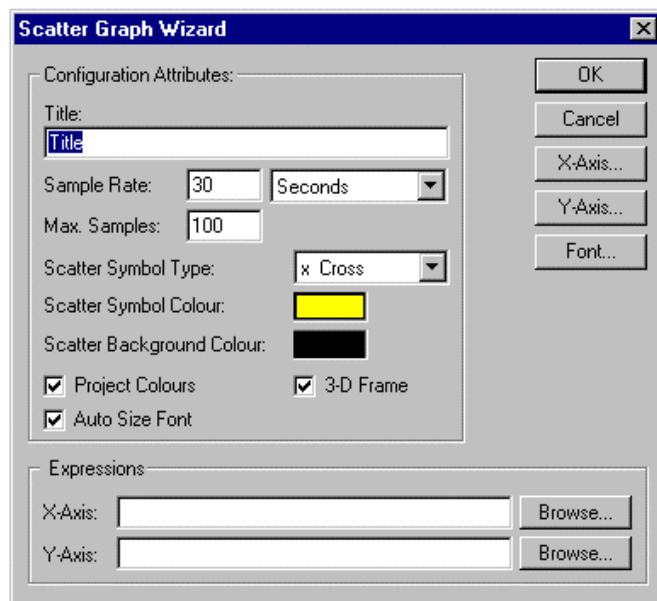 Scatter Graph Wizard
Configuration Attributes:
Title:
Title
Sample Rate: 30 Seconds
Max. Samples: 100
Scatter Symbol Type: x Cross
Scatter Symbol Colour:
Scatter Background Colour:
Project Colours 3-D Frame
Auto Size Font
OK
Cancel
X-Axis...
Y-Axis...
Font...
Expressions
X-Axis: Browse...
Y-Axis: Browse...